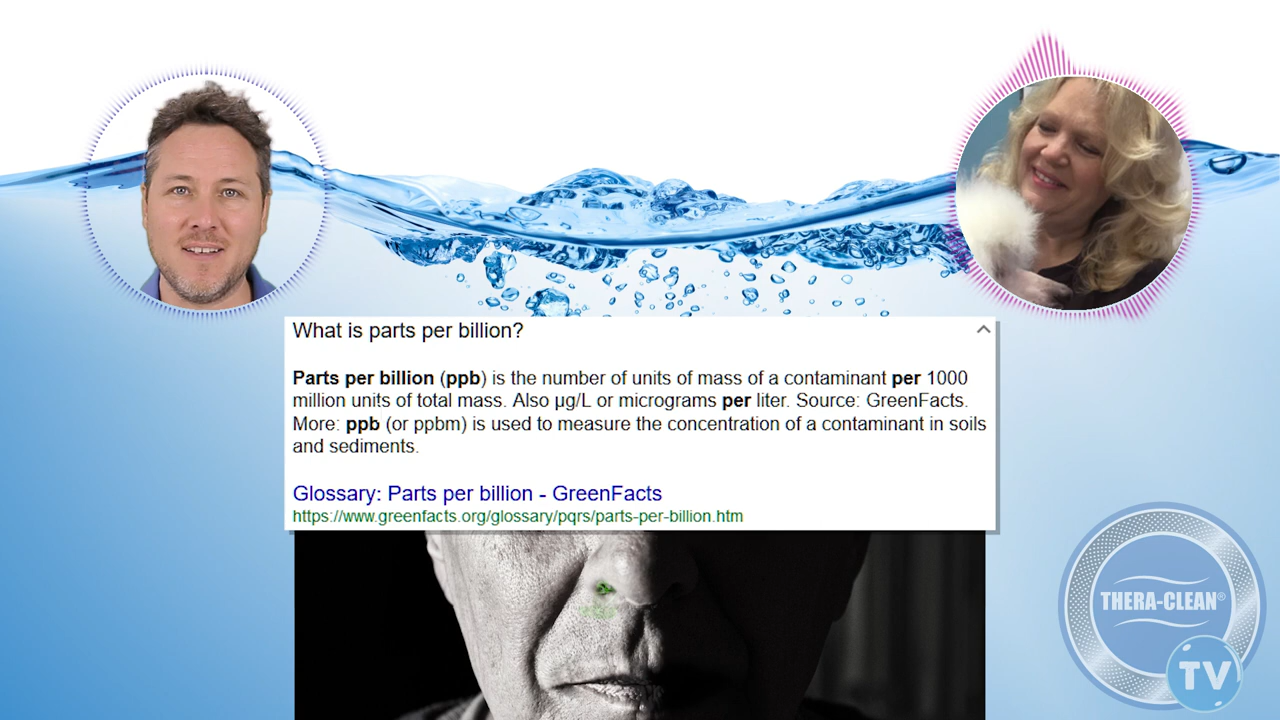 What is parts per billion?
Parts per billion (ppb) is the number of units of mass of a contaminant per 1000
million units of total mass. Also µg/L or micrograms per liter. Source: GreenFacts.
More: ppb (or ppbm) is used to measure the concentration of a contaminant in soils
and sediments.
Glossary: Parts per billion - GreenFacts
https://www.greenfacts.org/glossary/pqrs/parts-per-billion.htm
THERA-CLEAN®
TV